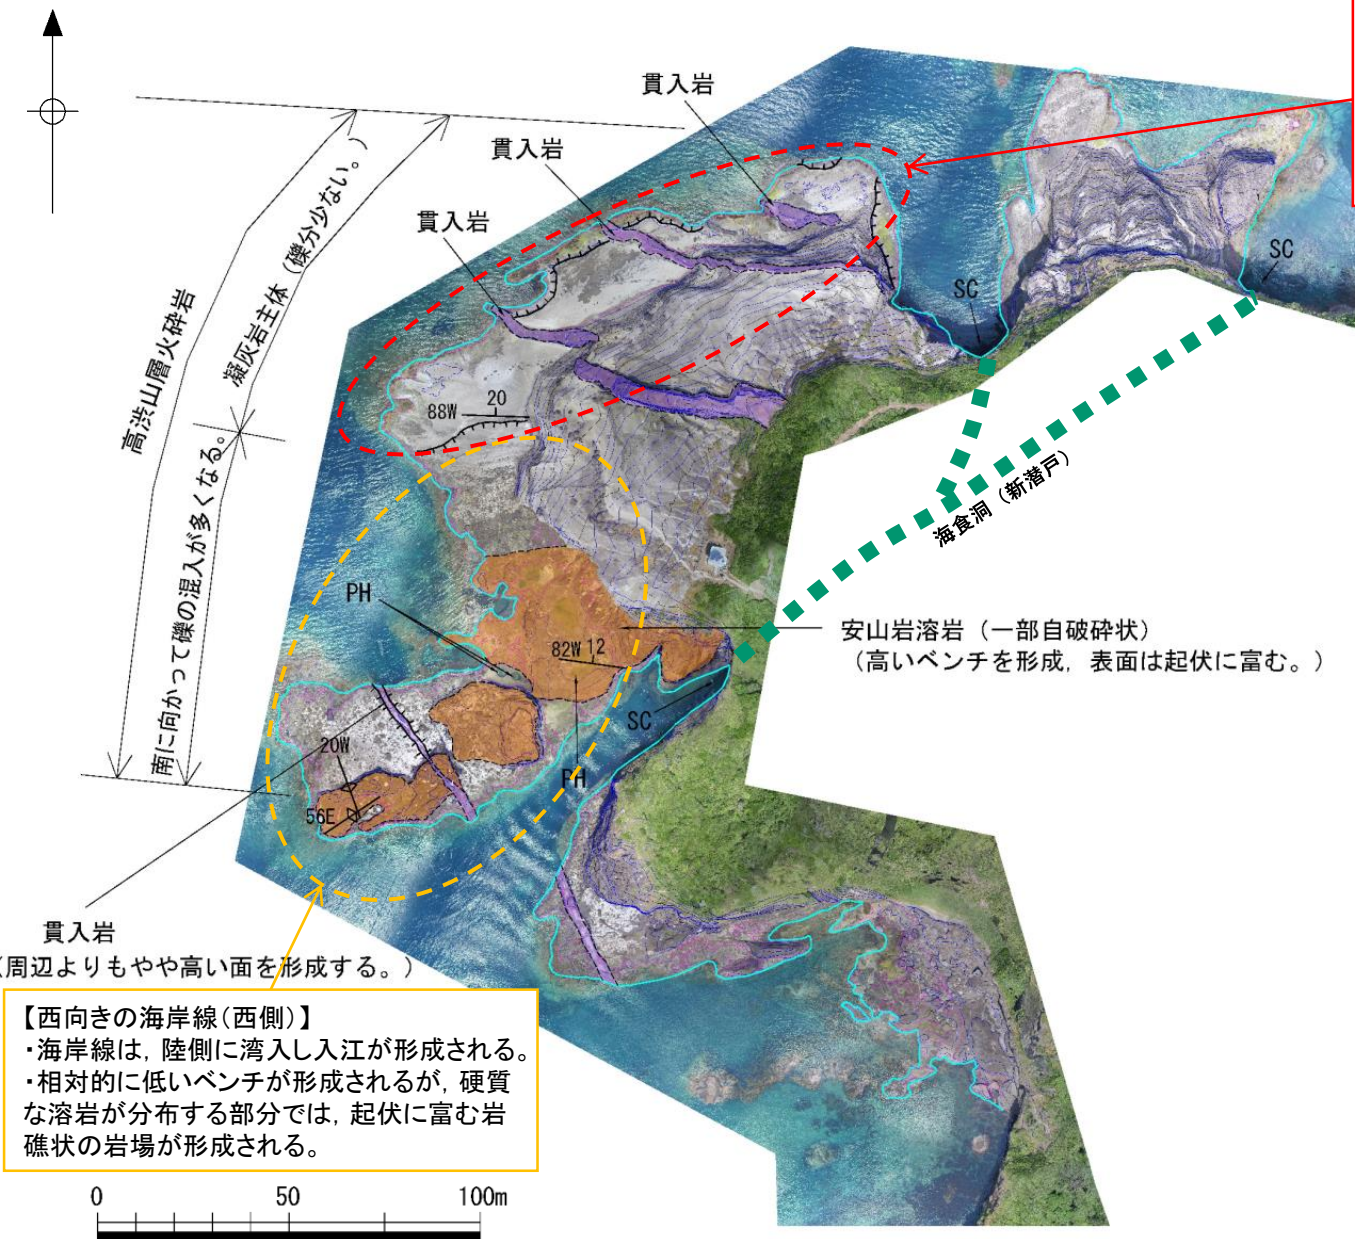 貫入岩
貫入岩
貫入岩
高渋山層火砕岩
凝灰岩主体（礫分少ない。）
南に向かって礫の混入が多くなる。
SC
SC
20
88W
海食洞（新潜戸）
PH
82W 12
安山岩溶岩（一部自破砕状）
（高いベンチを形成，表面は起伏に富む。）
SC
20W
PH
56E
貫入岩
（周辺よりもやや高い面を形成する。）
【西向きの海岸線（西側）】
・海岸線は，陸側に湾入し入江が形成される。
・相対的に低いベンチが形成されるが，硬質
な溶岩が分布する部分では，起伏に富む岩
礁状の岩場が形成される。
0 50 100m